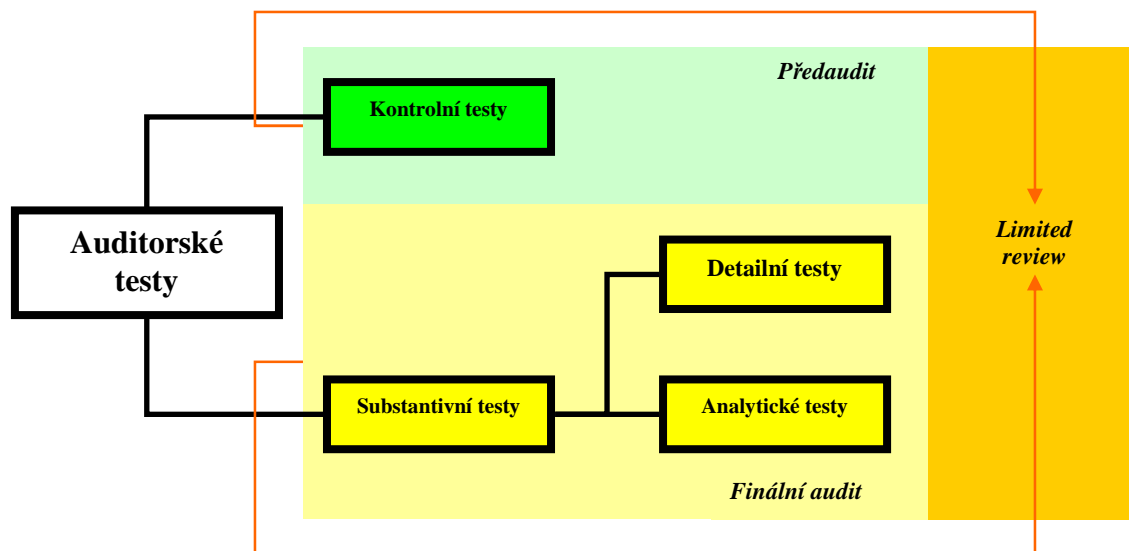 Předaudit
Kontrolní testy
Auditorské
testy
Limited
review
Detailní testy
Substantivní testy
Analytické testy
Finální audit